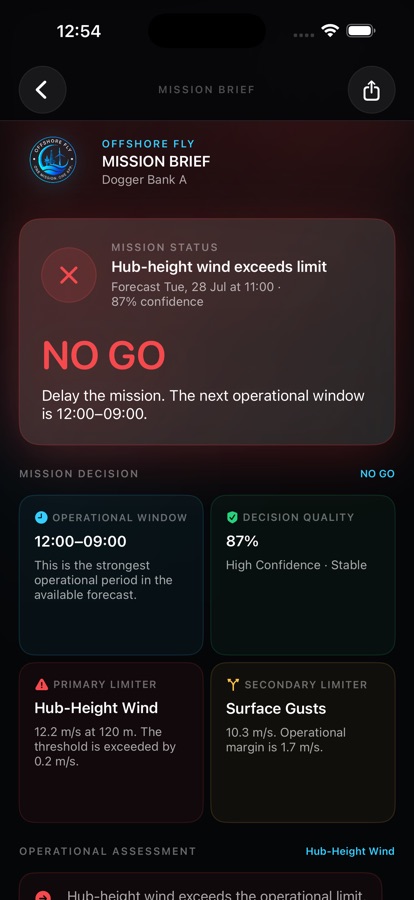 12:54
MISSION BRIEF
OFFSHORE FLY
OFFSHORE FLY
MISSION BRIEF
Dogger Bank A
MISSION STATUS
Hub-height wind exceeds limit
Forecast Tue, 28 Jul at 11:00 ·
87% confidence
NO GO
Delay the mission. The next operational window
is 12:00–09:00.
MISSION DECISION
NO GO
OPERATIONAL WINDOW
12:00–09:00
This is the strongest
operational period in the
available forecast.
DECISION QUALITY
87%
High Confidence · Stable
PRIMARY LIMITER
Hub-Height Wind
12.2 m/s at 120 m. The
threshold is exceeded by
0.2 m/s.
SECONDARY LIMITER
Surface Gusts
10.3 m/s. Operational
margin is 1.7 m/s.
OPERATIONAL ASSESSMENT
Hub-Height Wind
Hub-height wind exceeds the operational limit